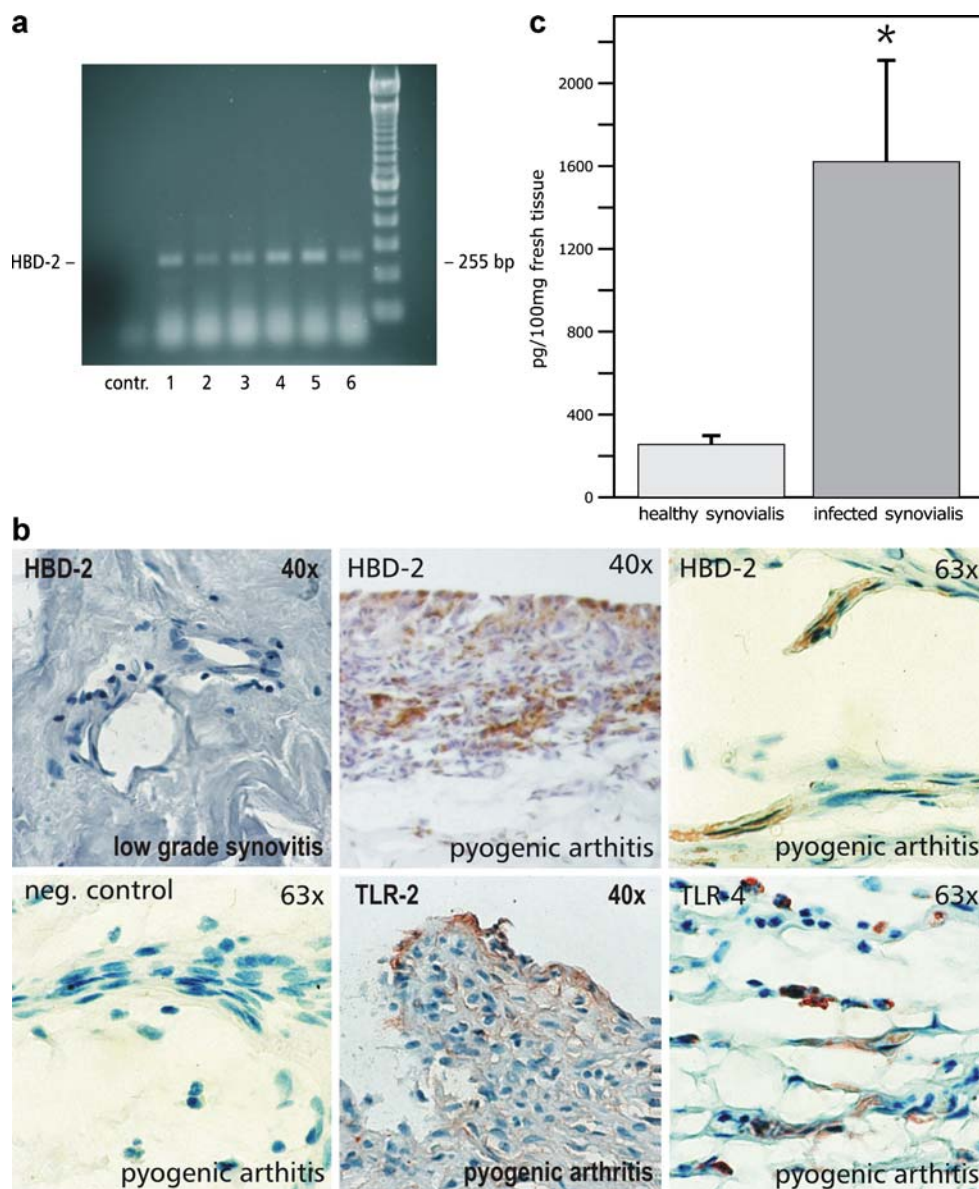 a
HBD-2 –
– 255 bp
contr. 1 2 3 4 5 6
c
*
pg/100mg fresh tissue
2000
1600
1200
800
400
0
healthy synovialis
infected synovialis
b
HBD-2 40x
low grade synovitis
HBD-2 40x
pyogenic arthitis
HBD-2 63x
pyogenic arthitis
neg. control 63x
pyogenic arthitis
TLR-2 40x
pyogenic arthritis
TLR-4 63x
pyogenic arthitis